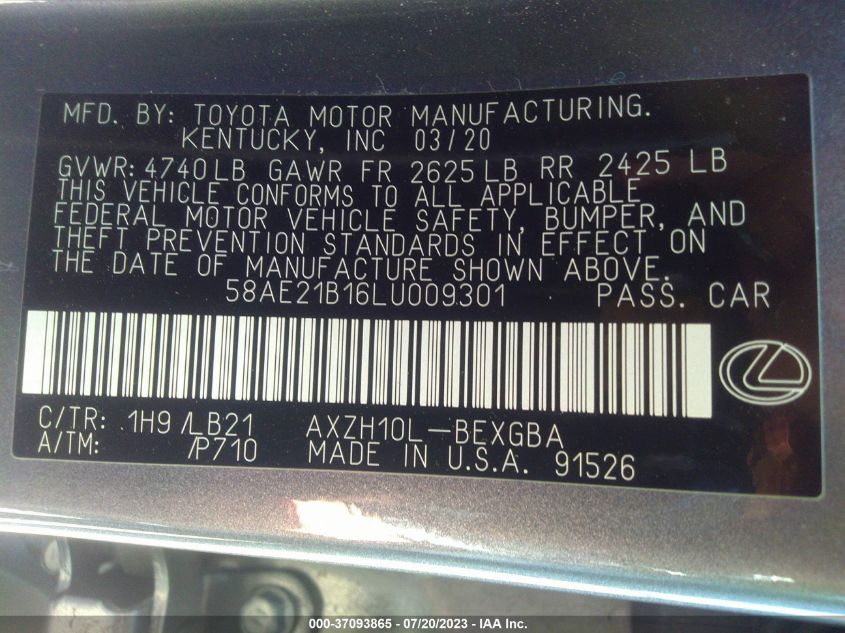 MFD. BY: TOYOTA MOTOR MANUFACTURING.
KENTUCKY, INC 03/20
GVWR: 4740LB GAWR FR 2625LB RR 2425 LB
THIS VEHICLE CONFORMS TO ALL APPLICABLE
FEDERAL MOTOR VEHICLE SAFETY, BUMPER, AND
THEFT PREVENTION STANDARDS IN EFFECT ON
THE DATE OF MANUFACTURE SHOWN ABOVE.
58AE21B16LU009301 PASS. CAR
C/TR: 1H9 /LB21 AXZH10L-BEXGBA
A/TM: /P710 MADE IN U.S.A. 91526
000-37093865 - 07/20/2023 - IAA Inc.